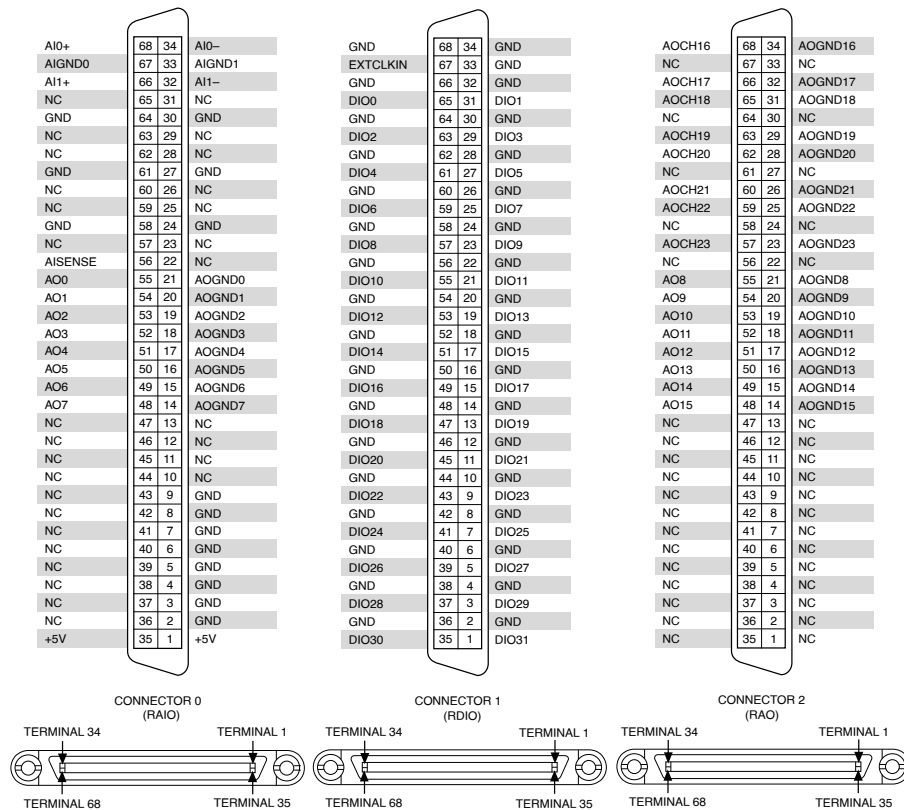 AI0+ 68 34 AI0–
AIGND0 67 33 AIGND1
AI1+ 66 32 AI1–
NC 65 31 NC
GND 64 30 GND
NC 63 29 NC
NC 62 28 NC
GND 61 27 GND
NC 60 26 NC
NC 59 25 NC
GND 58 24 GND
NC 57 23 NC
AISENSE 56 22 NC
AO0 55 21 AOGND0
AO1 54 20 AOGND1
AO2 53 19 AOGND2
AO3 52 18 AOGND3
AO4 51 17 AOGND4
AO5 50 16 AOGND5
AO6 49 15 AOGND6
AO7 48 14 AOGND7
NC 47 13 NC
NC 46 12 NC
NC 45 11 NC
NC 44 10 NC
NC 43 9 GND
NC 42 8 GND
NC 41 7 GND
NC 40 6 GND
NC 39 5 GND
NC 38 4 GND
NC 37 3 GND
NC 36 2 GND
+5V 35 1 +5V
CONNECTOR 0
(RAIO)
TERMINAL 34 TERMINAL 1
TERMINAL 68 TERMINAL 35
GND 68 34 GND
EXTCLKIN 67 33 GND
GND 66 32 GND
DIO0 65 31 DIO1
GND 64 30 GND
DIO2 63 29 DIO3
GND 62 28 GND
DIO4 61 27 DIO5
GND 60 26 GND
DIO6 59 25 DIO7
GND 58 24 GND
DIO8 57 23 DIO9
GND 56 22 GND
DIO10 55 21 DIO11
GND 54 20 GND
DIO12 53 19 DIO13
GND 52 18 GND
DIO14 51 17 DIO15
GND 50 16 GND
DIO16 49 15 DIO17
GND 48 14 GND
DIO18 47 13 DIO19
GND 46 12 GND
DIO20 45 11 DIO21
GND 44 10 GND
DIO22 43 9 DIO23
GND 42 8 GND
DIO24 41 7 DIO25
GND 40 6 GND
DIO26 39 5 DIO27
GND 38 4 GND
DIO28 37 3 DIO29
GND 36 2 GND
DIO30 35 1 DIO31
CONNECTOR 1
(RDIO)
TERMINAL 34 TERMINAL 1
TERMINAL 68 TERMINAL 35
AOCH16 68 34 AOGND16
NC 67 33 NC
AOCH17 66 32 AOGND17
AOCH18 65 31 AOGND18
NC 64 30 NC
AOCH19 63 29 AOGND19
AOCH20 62 28 AOGND20
NC 61 27 NC
AOCH21 60 26 AOGND21
AOCH22 59 25 AOGND22
NC 58 24 NC
AOCH23 57 23 AOGND23
NC 56 22 NC
AO8 55 21 AOGND8
AO9 54 20 AOGND9
AO10 53 19 AOGND10
AO11 52 18 AOGND11
AO12 51 17 AOGND12
AO13 50 16 AOGND13
AO14 49 15 AOGND14
AO15 48 14 AOGND15
NC 47 13 NC
NC 46 12 NC
NC 45 11 NC
NC 44 10 NC
NC 43 9 NC
NC 42 8 NC
NC 41 7 NC
NC 40 6 NC
NC 39 5 NC
NC 38 4 NC
NC 37 3 NC
NC 36 2 NC
NC 35 1 NC
CONNECTOR 2
(RAO)
TERMINAL 34 TERMINAL 1
TERMINAL 68 TERMINAL 35